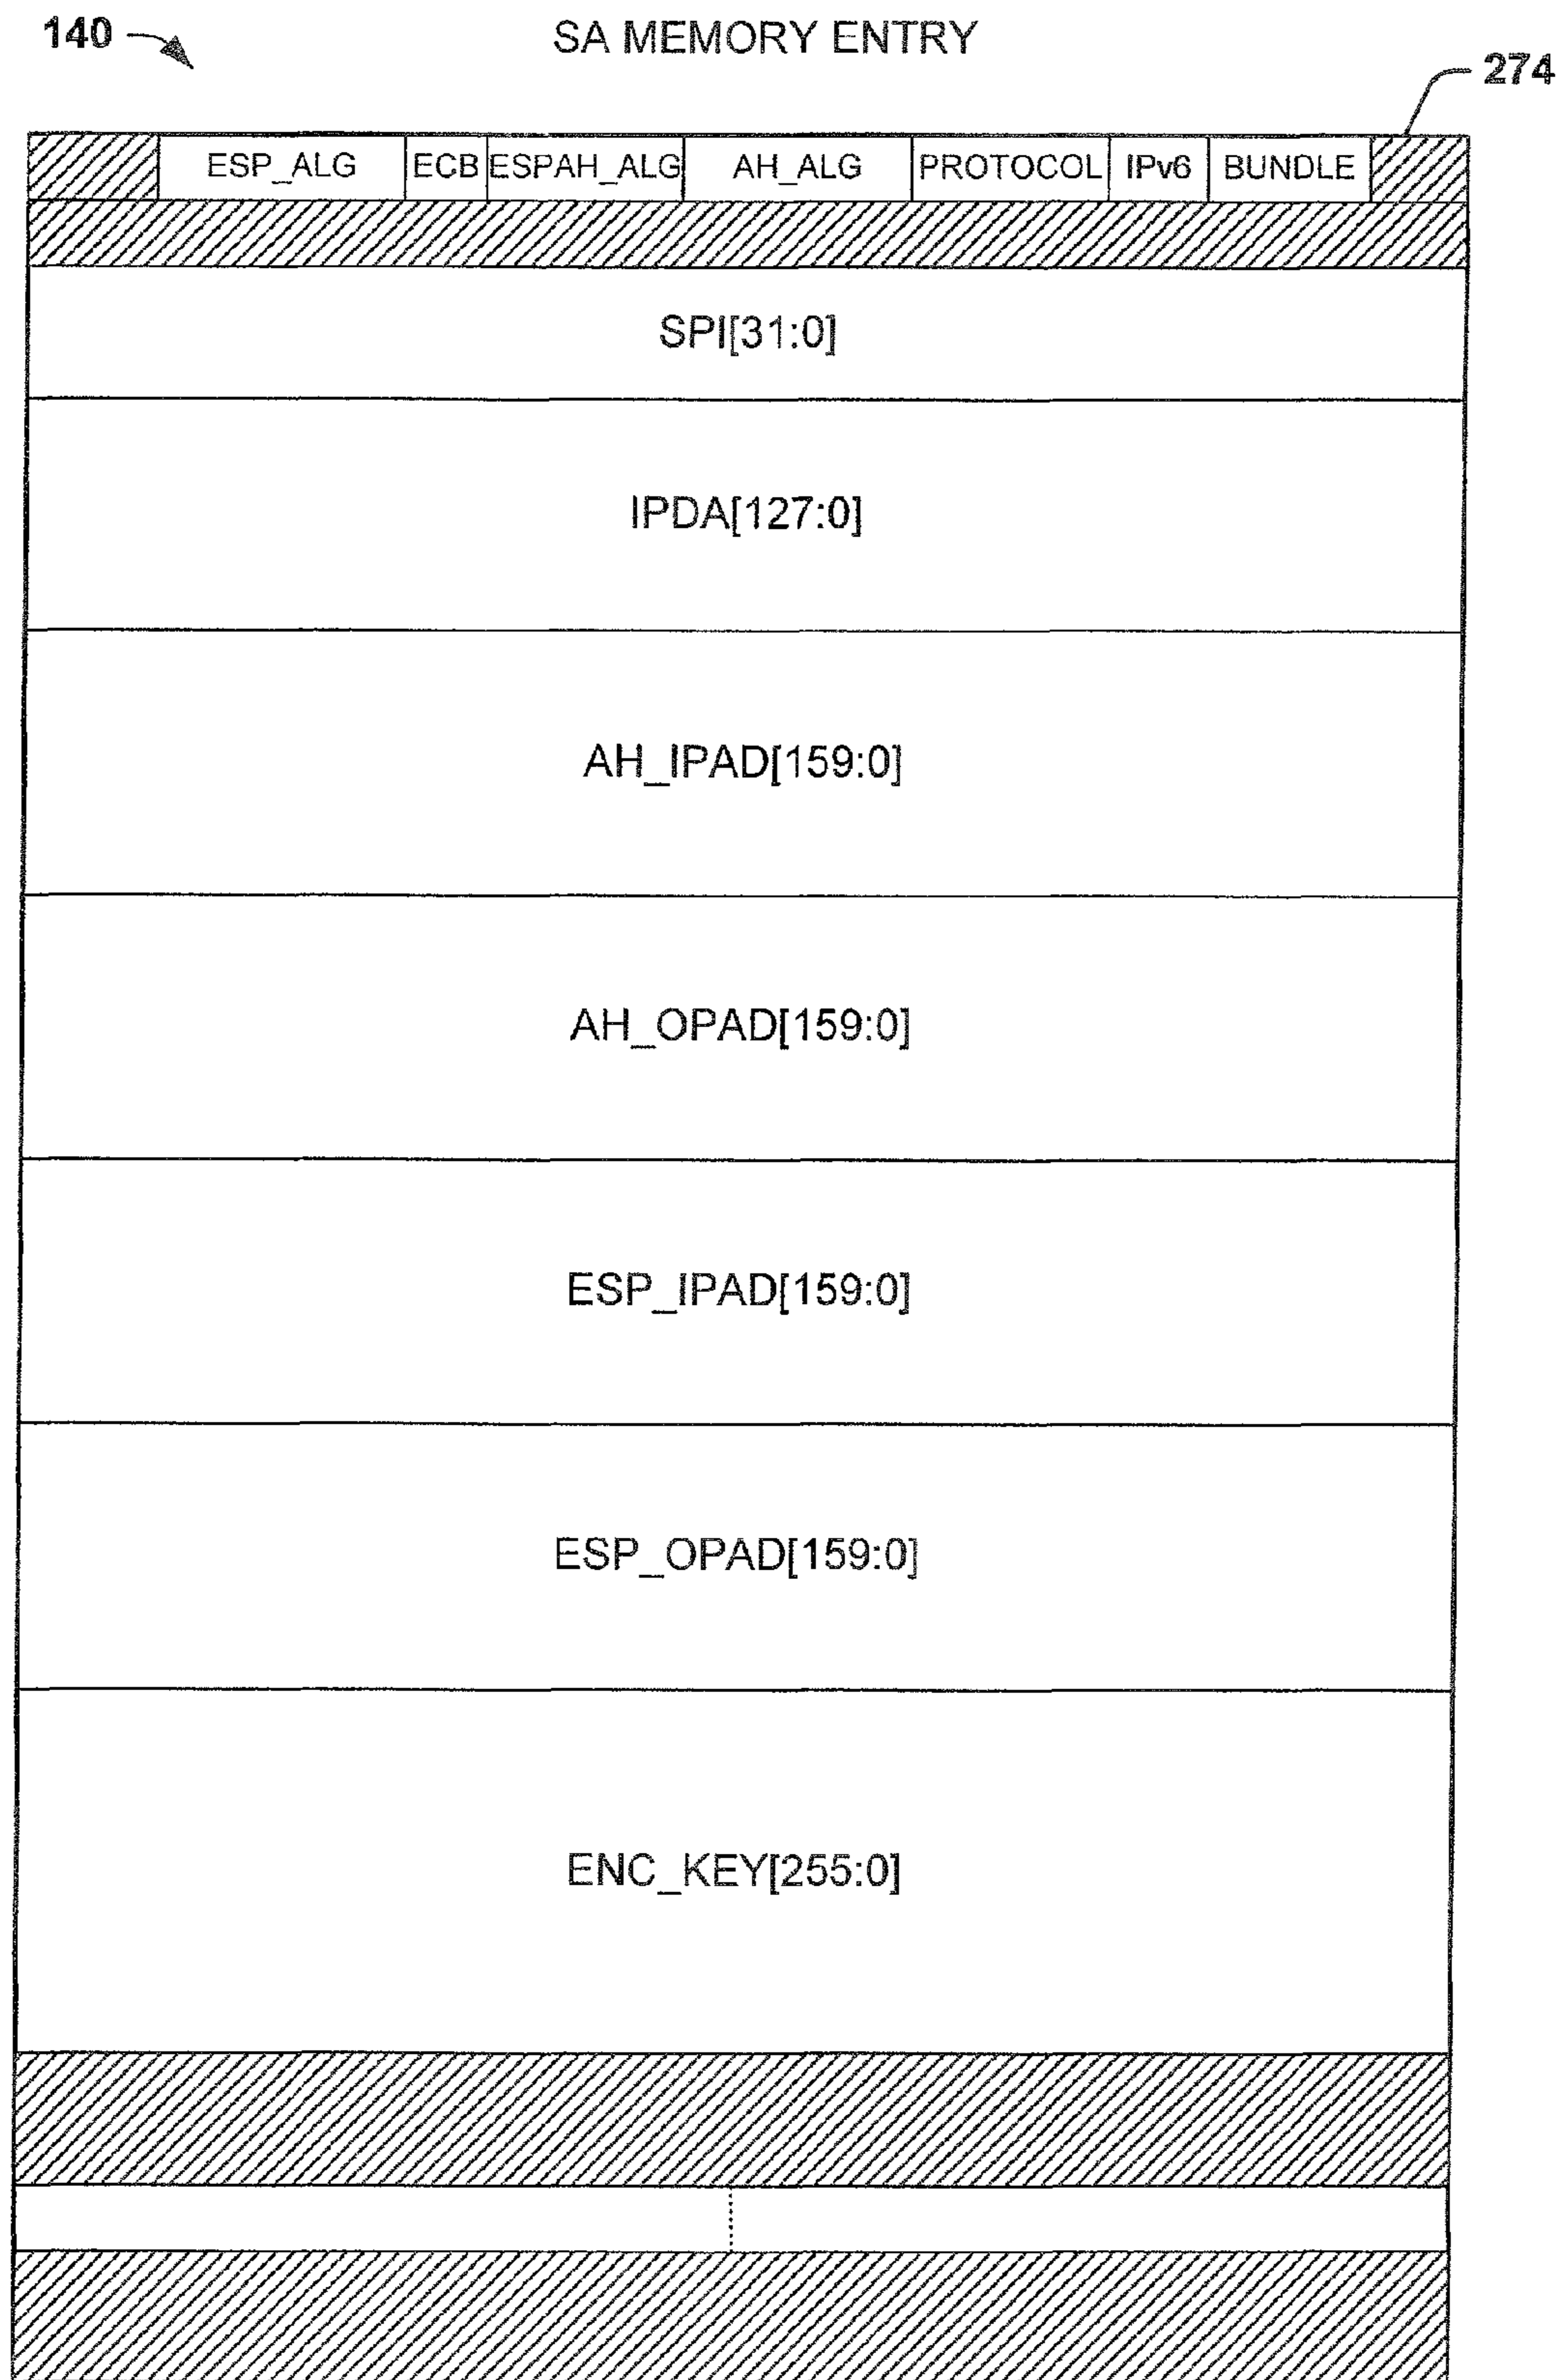 140 SA MEMORY ENTRY
274
ESP_ALG ECB ESPAH_ALG AH_ALG PROTOCOL IPv6 BUNDLE
SPI[31:0]
IPDA[127:0]
AH_IPAD[159:0]
AH_OPAD[159:0]
ESP_IPAD[159:0]
ESP_OPAD[159:0]
ENC_KEY[255:0]